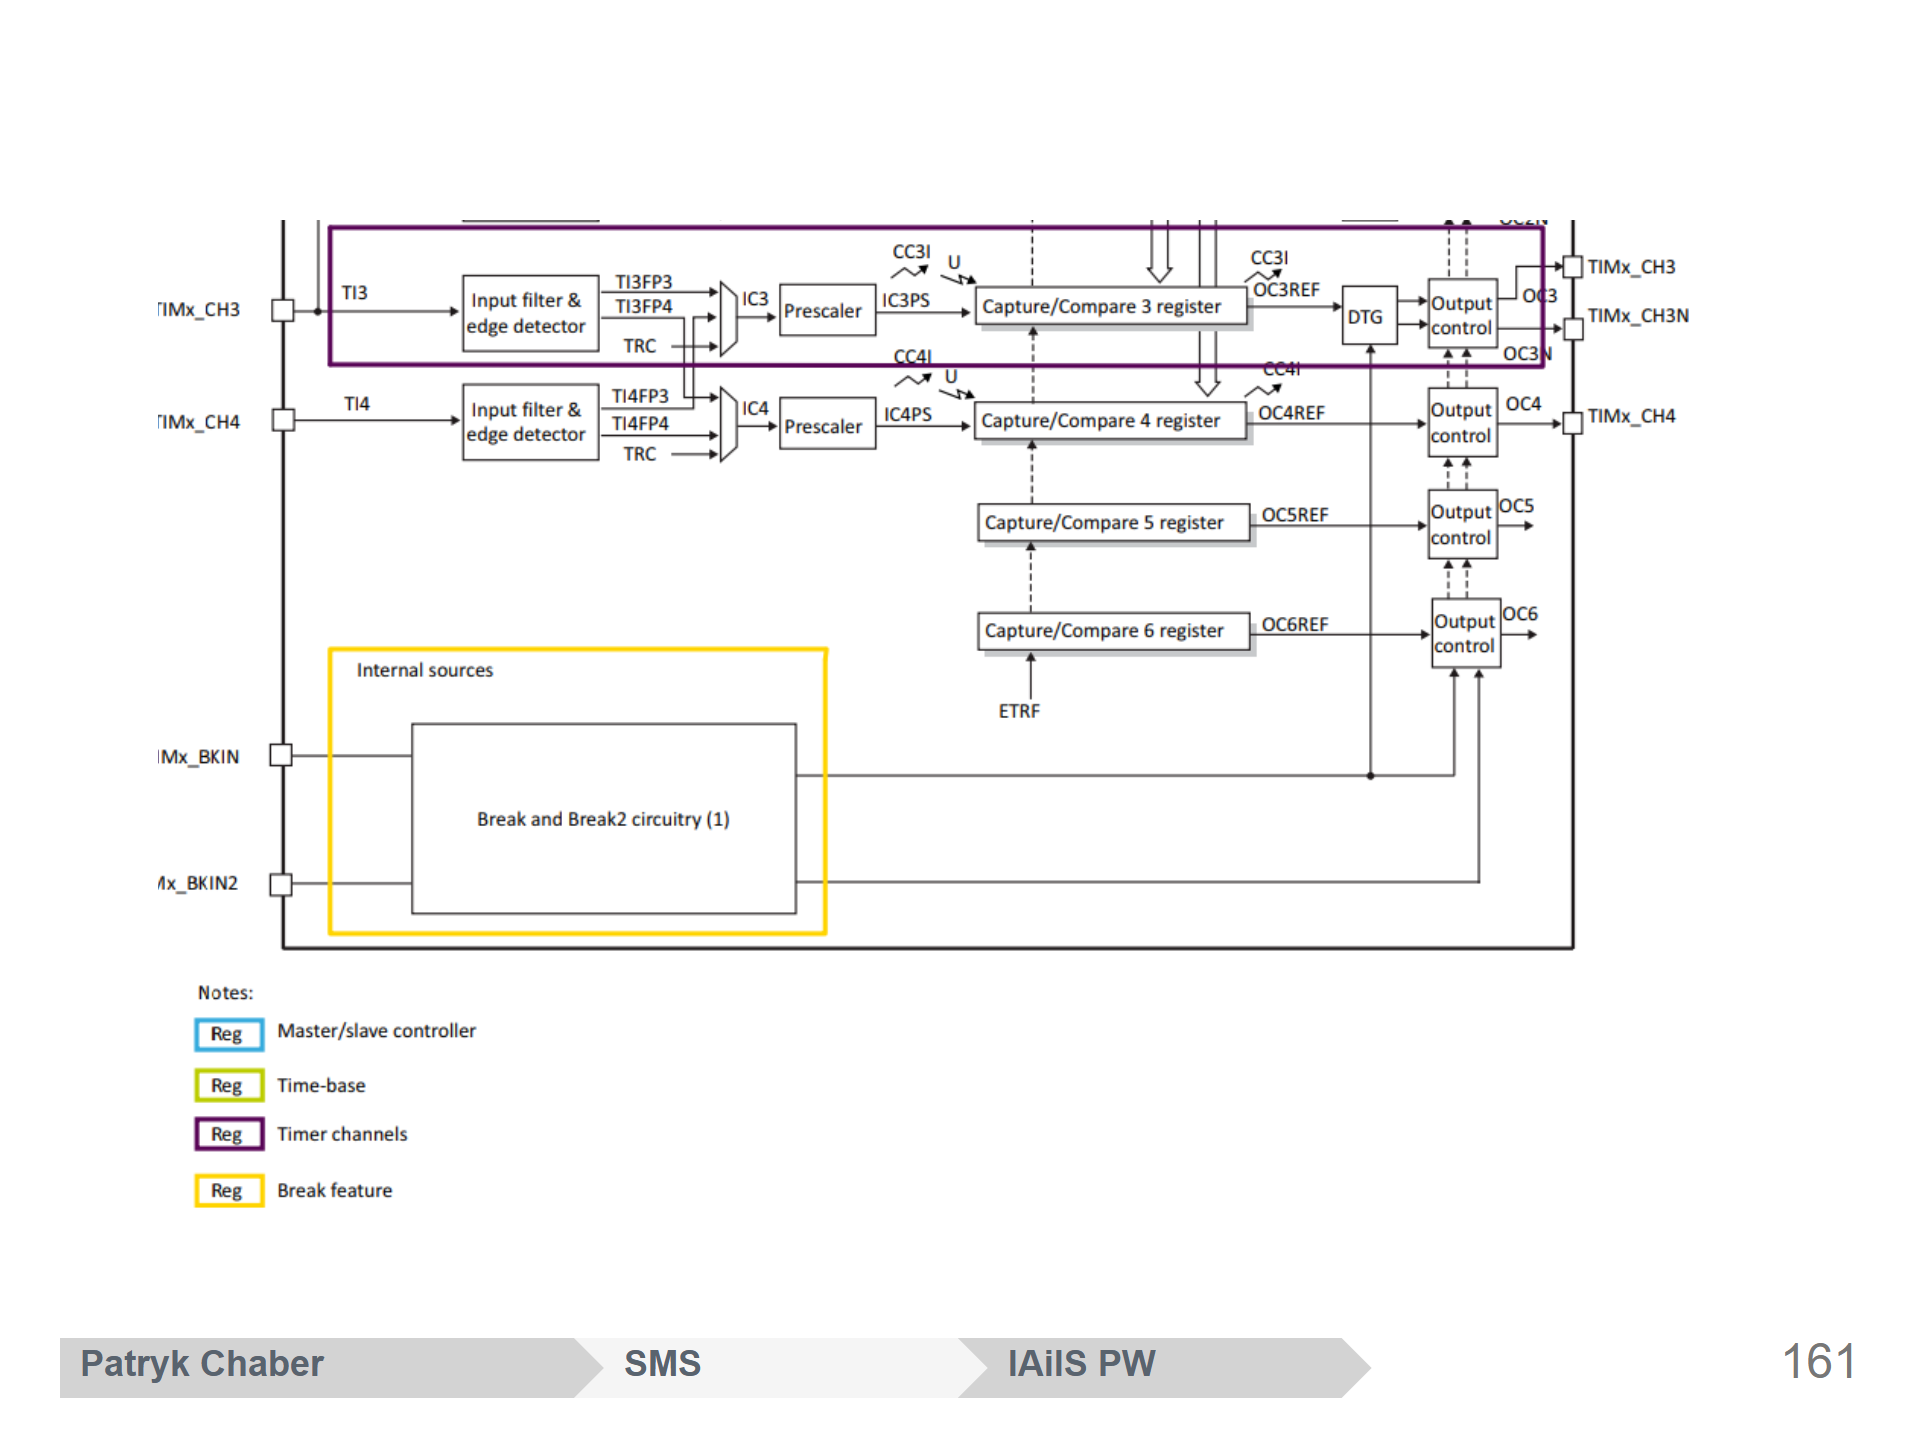 OC2N
CC3I
U
CC3I
TIMx_CH3
TI3
TI3FP3
TI3FP4
IC3
IC3PS
OC3REF
OC3
TIMx_CH3
Input filter &
edge detector
Prescaler
Capture/Compare 3 register
DTG
Output
control
TIMx_CH3N
TRC
OC3N
CC4I
U
CC4I
TI4
TI4FP3
TI4FP4
IC4
IC4PS
OC4REF
OC4
TIMx_CH4
TIMx_CH4
Input filter &
edge detector
Prescaler
Capture/Compare 4 register
Output
control
TRC
Capture/Compare 5 register
OC5REF
Output
control
OC5
Capture/Compare 6 register
OC6REF
Output
control
OC6
ETRF
Internal sources
IMx_BKIN
Break and Break2 circuitry (1)
Mx_BKIN2
Notes:
Reg Master/slave controller
Reg Time-base
Reg Timer channels
Reg Break feature
Patryk Chaber
SMS
IAiIS PW
161